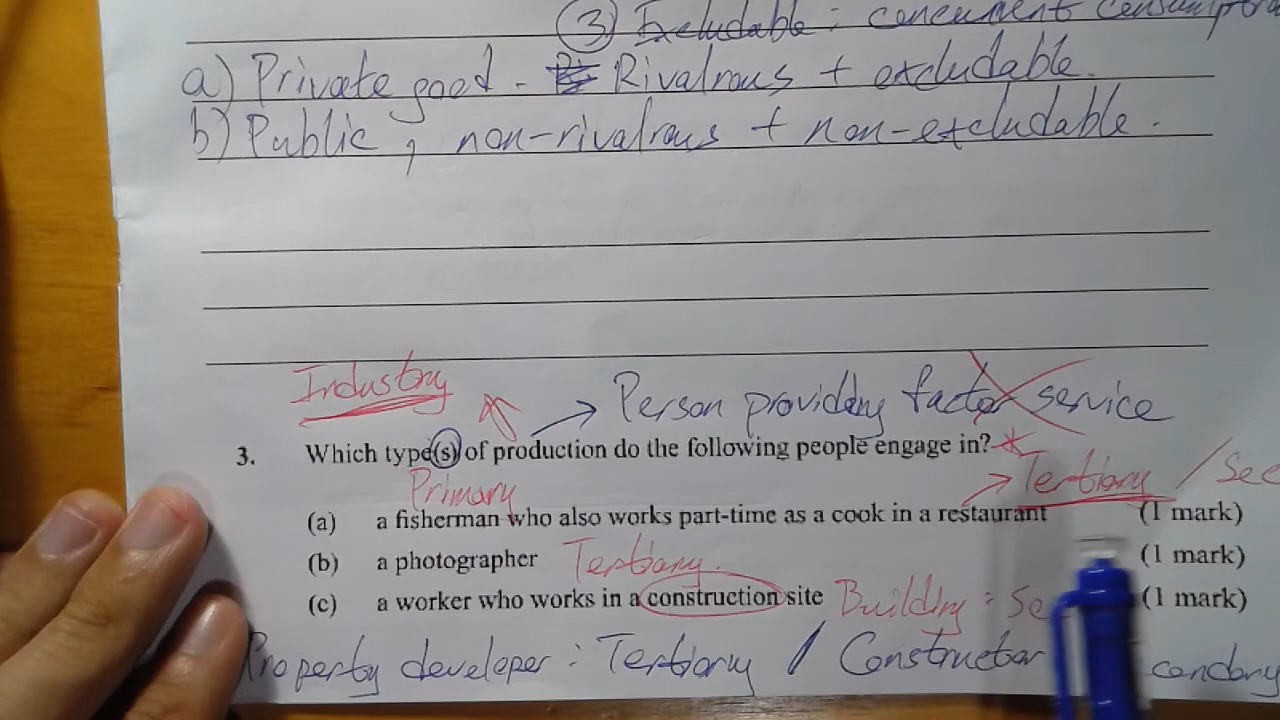 ③ Excludable : concurrent consumption
a) Private good - Rivalrous + excludable.
b) Public , non-rivalrous + non-excludable.
Industry → Person providing factor service
3. Which type(s) of production do the following people engage in?
Primary → Tertiary / Sec
(a) a fisherman who also works part-time as a cook in a restaurant (1 mark)
(b) a photographer Tertiary. (1 mark)
(c) a worker who works in a construction site Building : Se (1 mark)
Property developer : Tertiary / Constructor condary